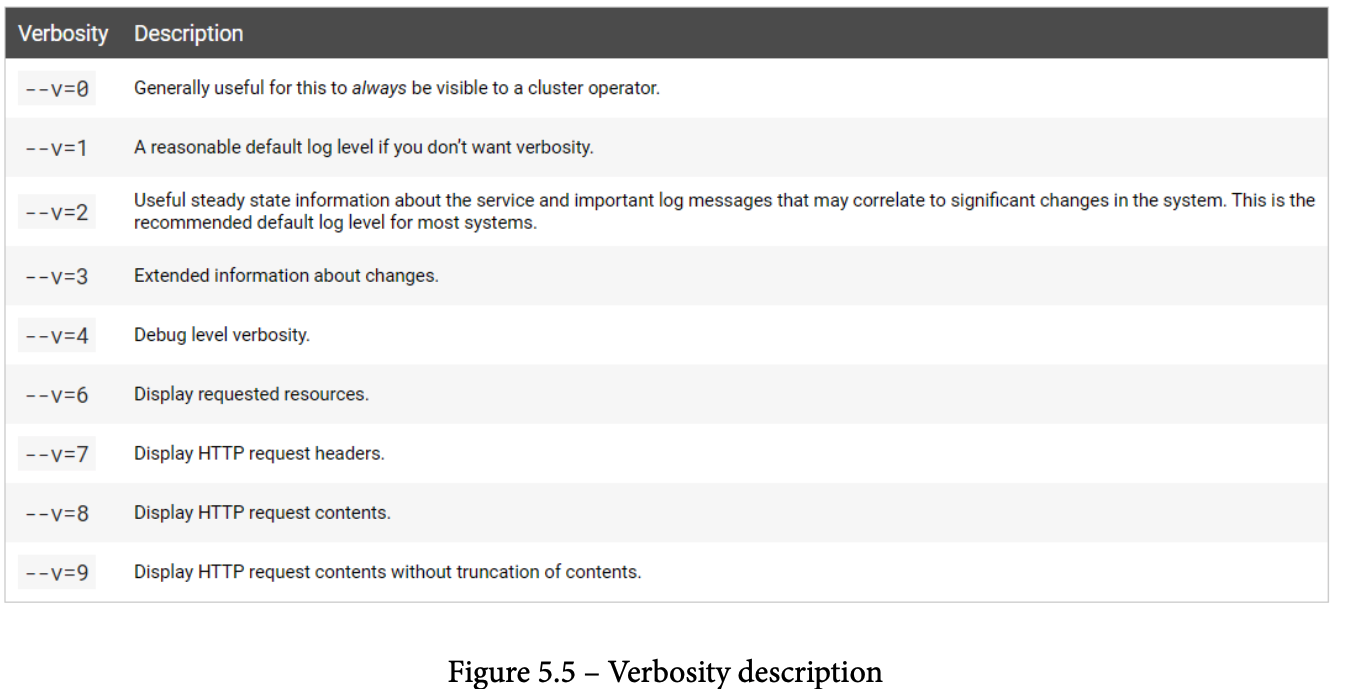 Verbosity Description
--v=0 Generally useful for this to always be visible to a cluster operator.
--v=1 A reasonable default log level if you don't want verbosity.
--v=2 Useful steady state information about the service and important log messages that may correlate to significant changes in the system. This is the
recommended default log level for most systems.
--v=3 Extended information about changes.
--v=4 Debug level verbosity.
--v=6 Display requested resources.
--v=7 Display HTTP request headers.
--v=8 Display HTTP request contents.
--v=9 Display HTTP request contents without truncation of contents.
Figure 5.5 – Verbosity description